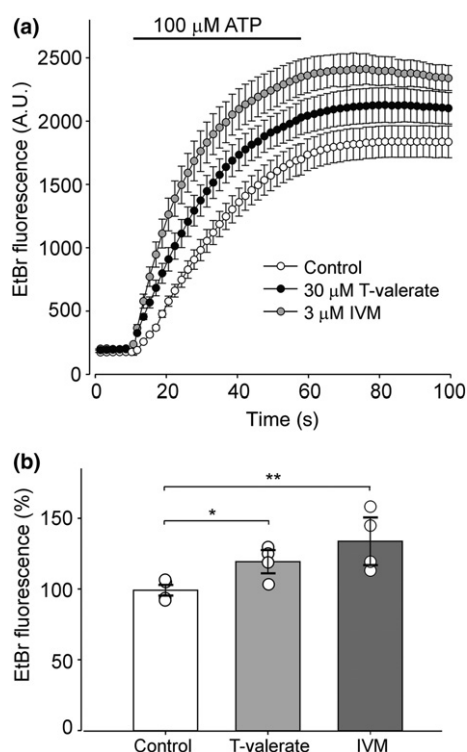 (a)
100 µM ATP
EtBr fluorescence (A.U.)
2500
2000
1500
1000
500
0
Control
30 µM T-valerate
3 µM IVM
0
20
40
60
80
100
Time (s)
(b)
EtBr fluorescence (%)
150
100
50
0
*
**
Control
T-valerate
IVM